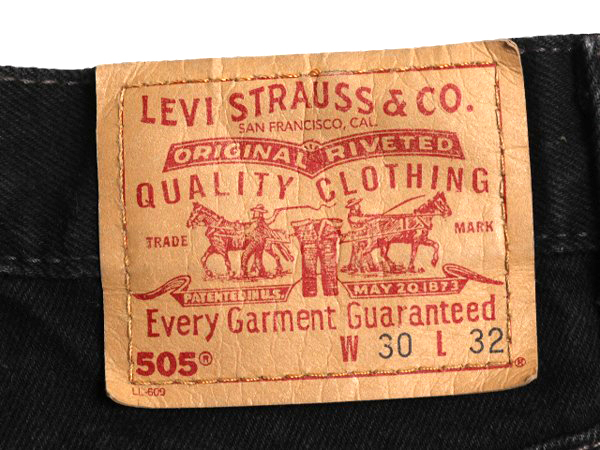 LEVI STRAUSS & CO.
SAN FRANCISCO, CAL.
ORIGINAL RIVETED
QUALITY CLOTHING
TRADE MARK
PATENTED IN U.S. MAY 20, 1873
Every Garment Guaranteed
505® W 30 L 32
®
LL-609